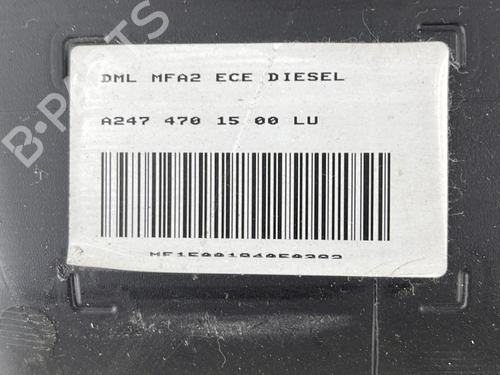 DML MFA2 ECE DIESEL
A247 470 15 00 LU
B-PARTS